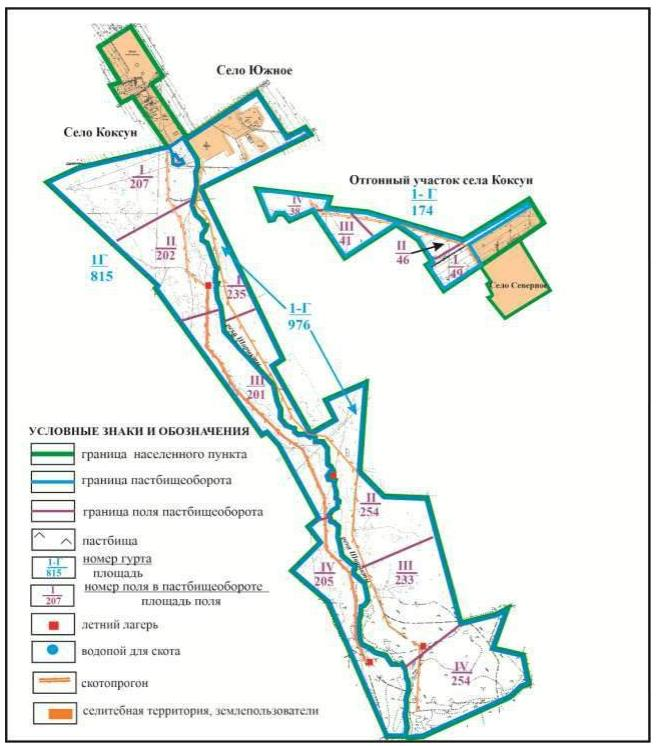 Село Южное
Село Коксун
I
207
Отгонный участок села Коксун
1- Г
174
IV
38
III
41
II
46
I
49
Село Северное
II
202
1Г
815
I
235
1-Г
976
III
201
УСЛОВНЫЕ ЗНАКИ И ОБОЗНАЧЕНИЯ
граница населенного пункта
граница пастбищеоборота
граница поля пастбищеоборота
пастбища
1-Г
815
номер гурта
площадь
I
207
номер поля в пастбищеобороте
площадь поля
летний лагерь
водопой для скота
скотопрогон
селитебная территория, землепользователи
II
254
III
233
IV
205
IV
254